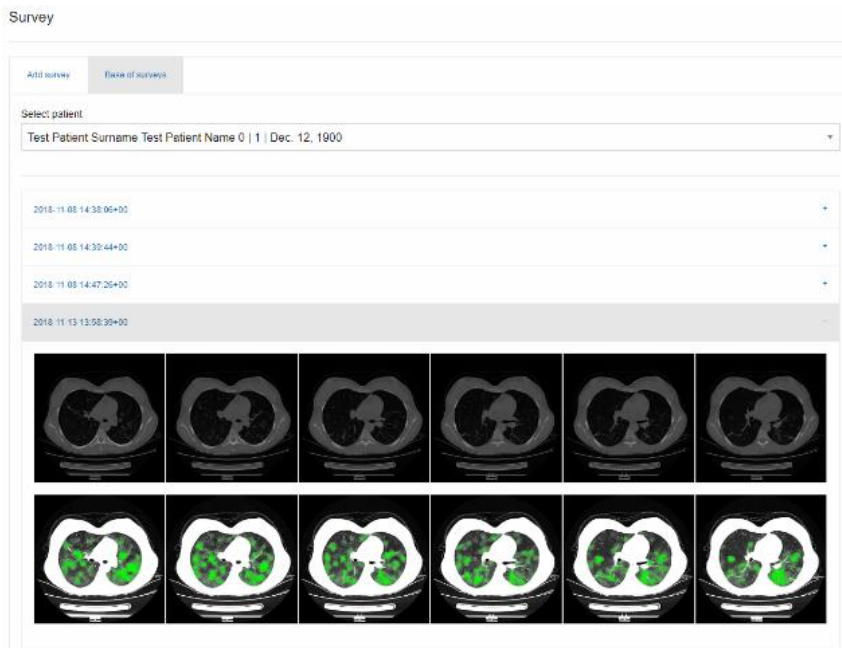 Survey
Add survey
Base of surveys
Select patient
Test Patient Surname Test Patient Name 0 | 1 | Dec. 12, 1900
2018-11-08 14:38:06+00
2018-11-08 14:39:44+00
2018-11-08 14:47:26+00
2018-11-13 13:58:39+00